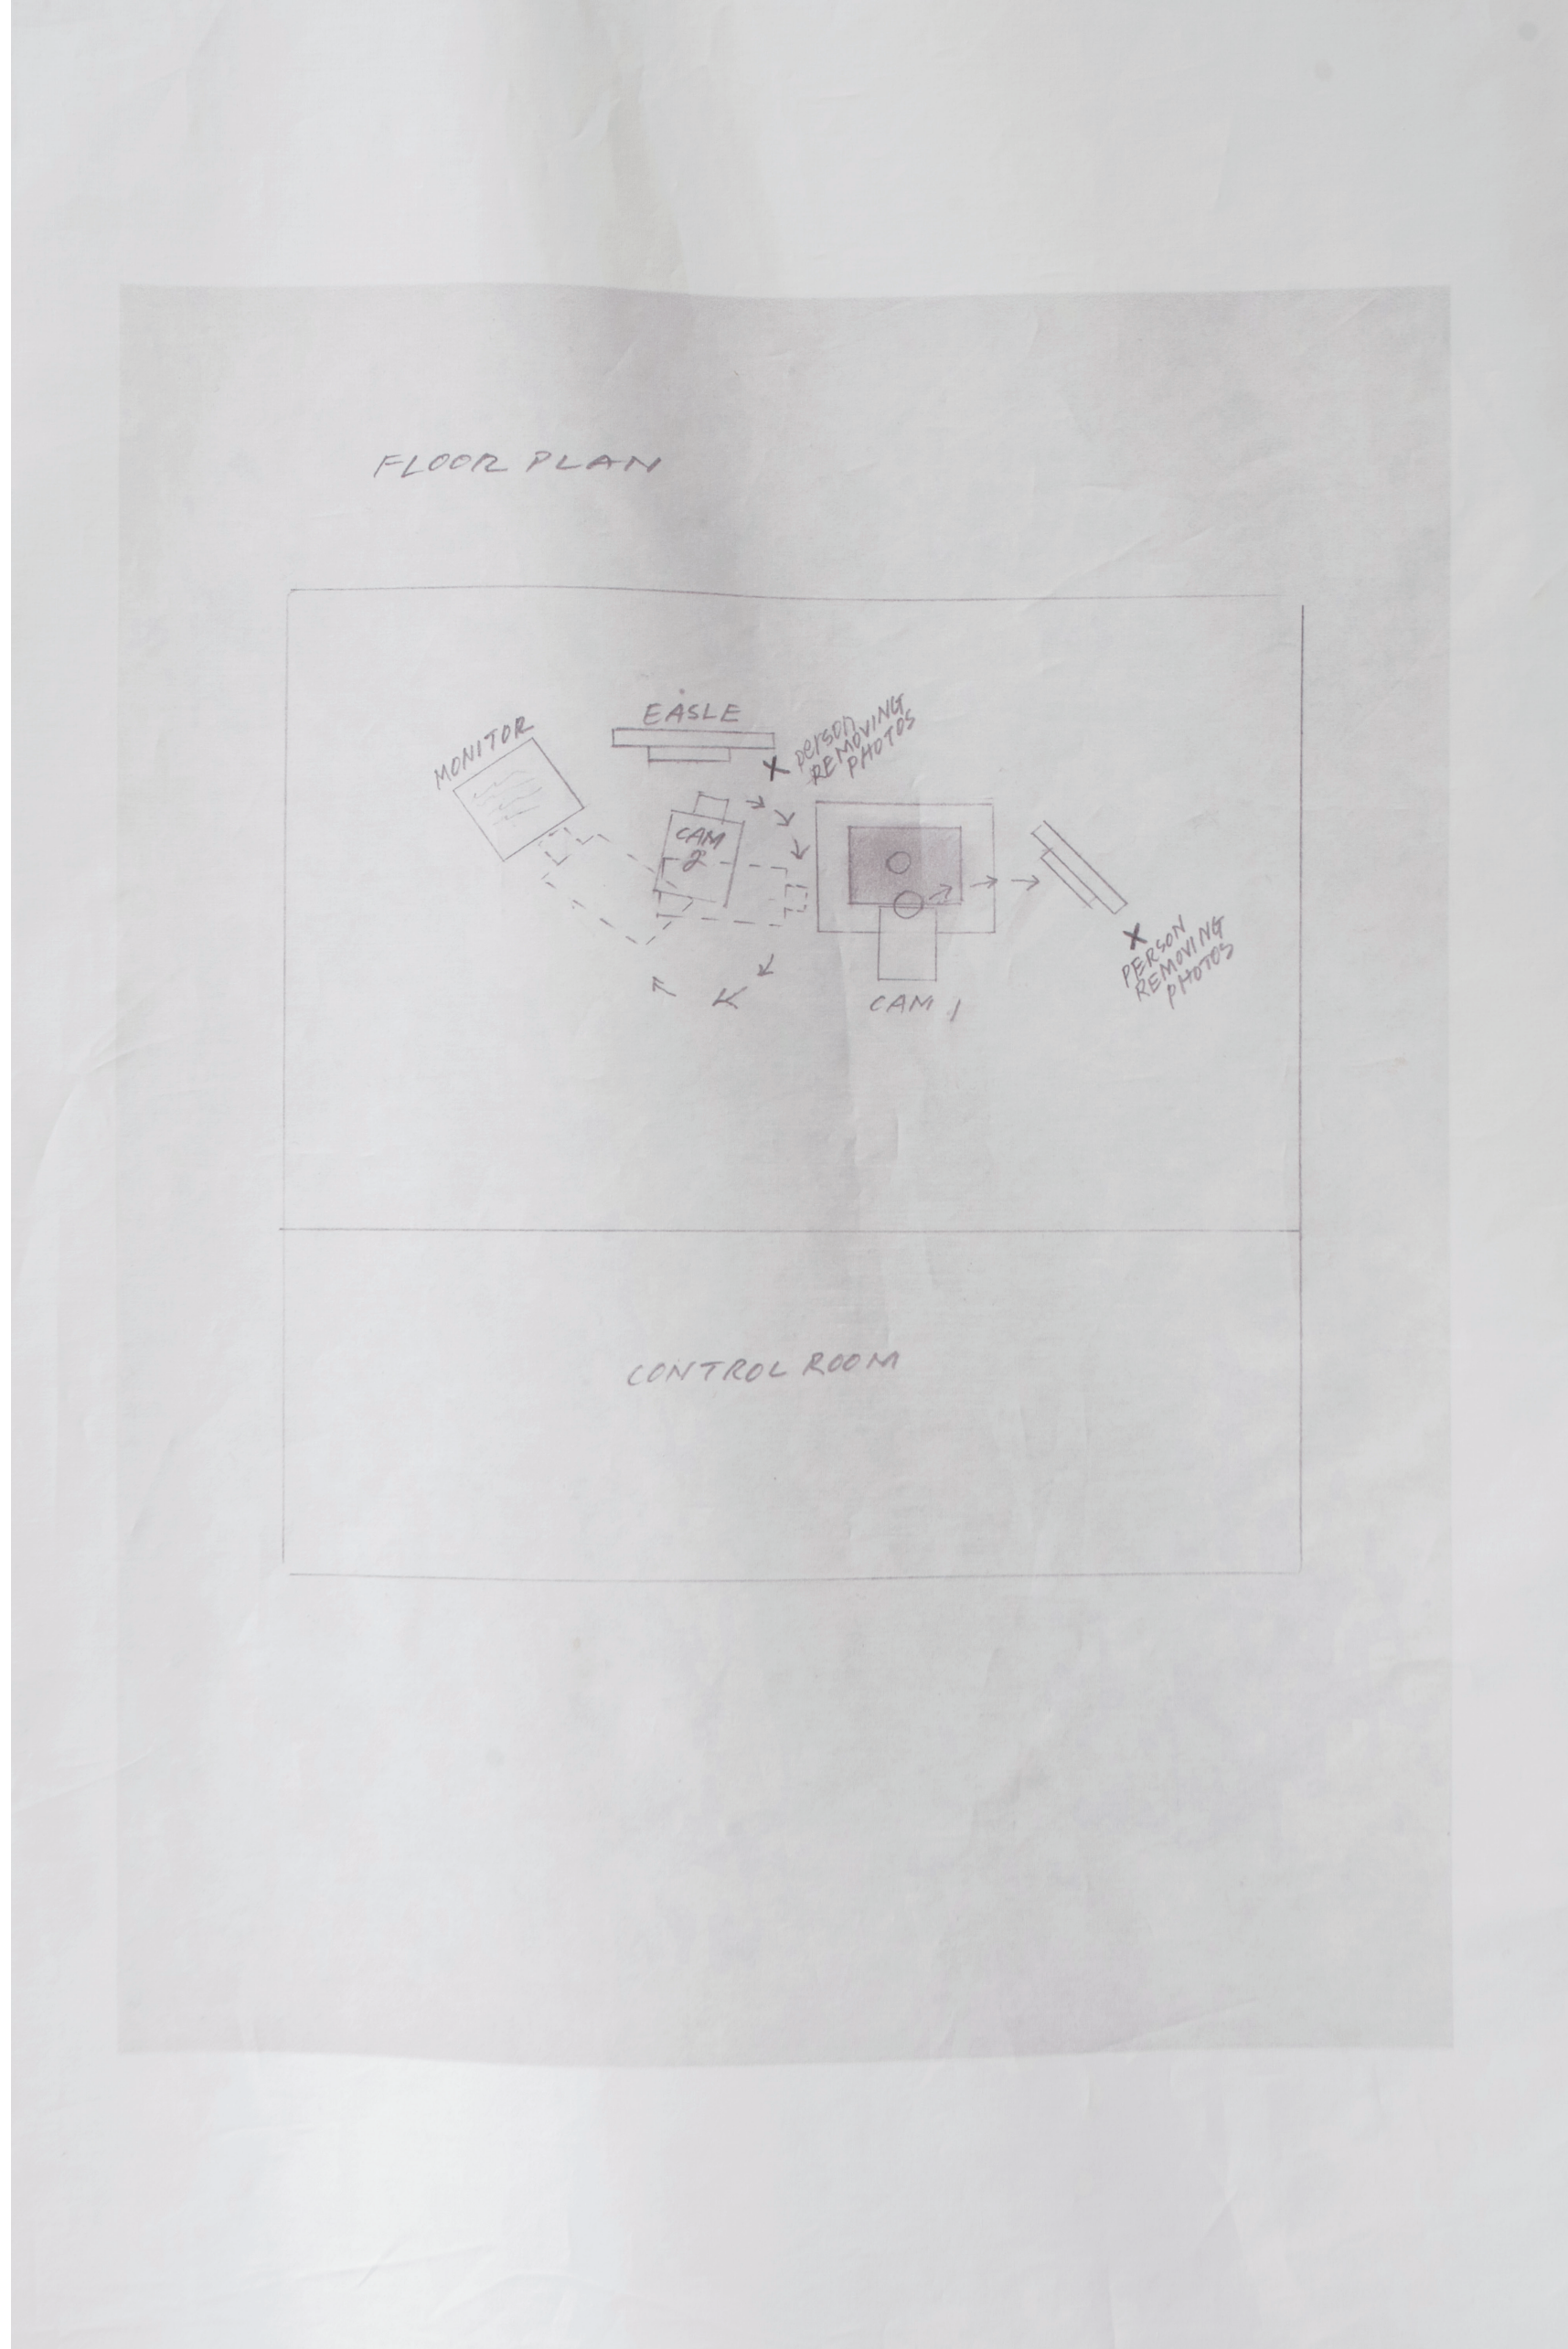 FLOOR PLAN
EASLE
MONITOR
person
REMOVING
PHOTOS
CAM
2
X
X
PERSON
REMOVING
PHOTOS
CAM 1
CONTROL ROOM